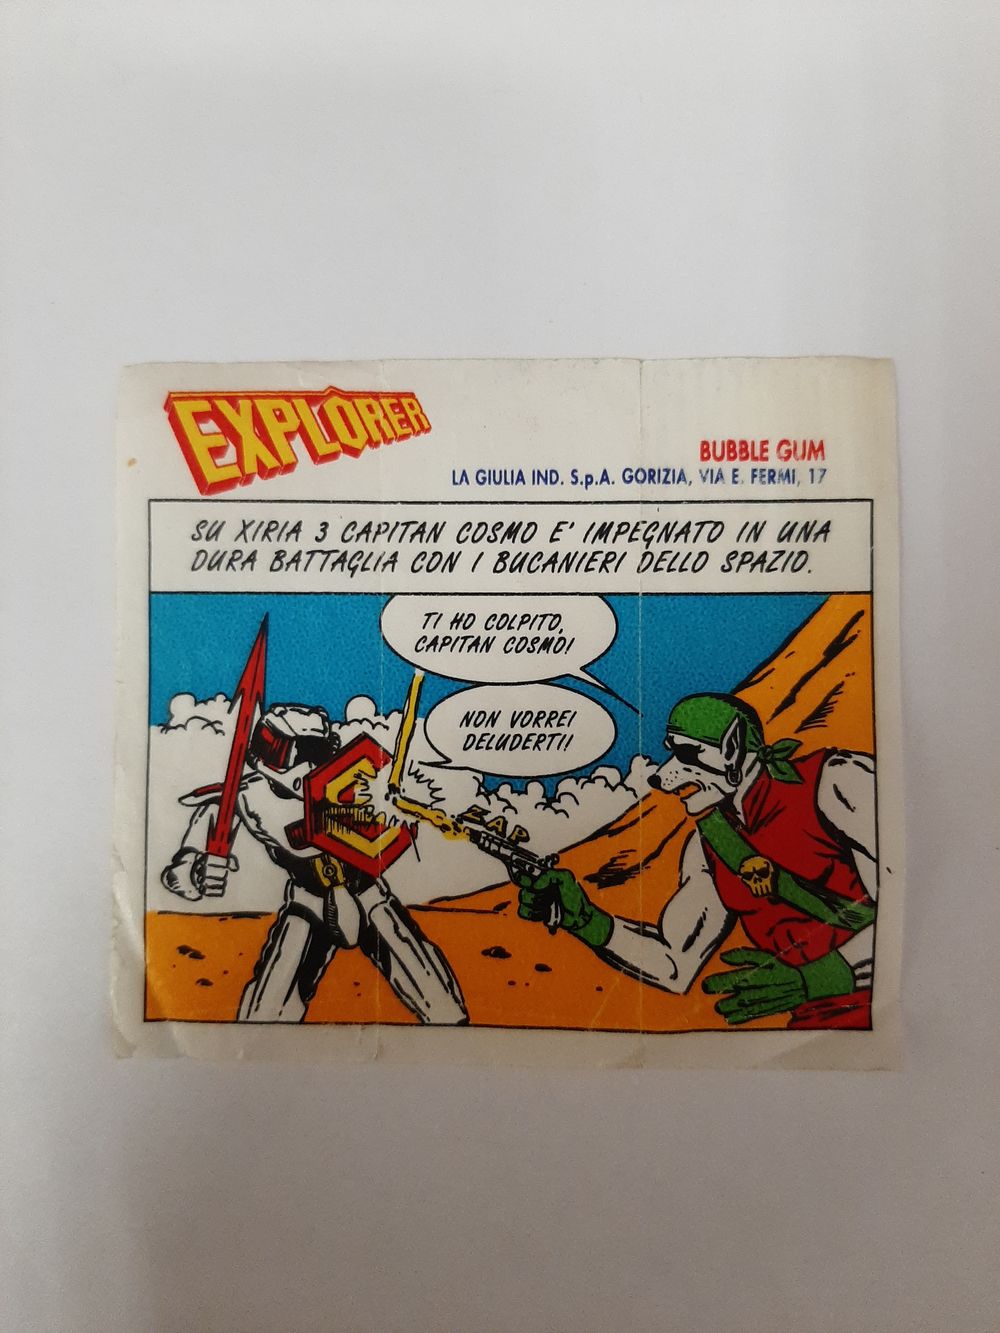 EXPLORER
BUBBLE GUM
LA GIULIA IND. S.p.A. GORIZIA, VIA E. FERMI, 17
SU XIRIA 3 CAPITAN COSMO E' IMPEGNATO IN UNA
DURA BATTAGLIA CON I BUCANIERI DELLO SPAZIO.
TI HO COLPITO,
CAPITAN COSMO!
NON VORREI
DELUDERTI!
ZAP